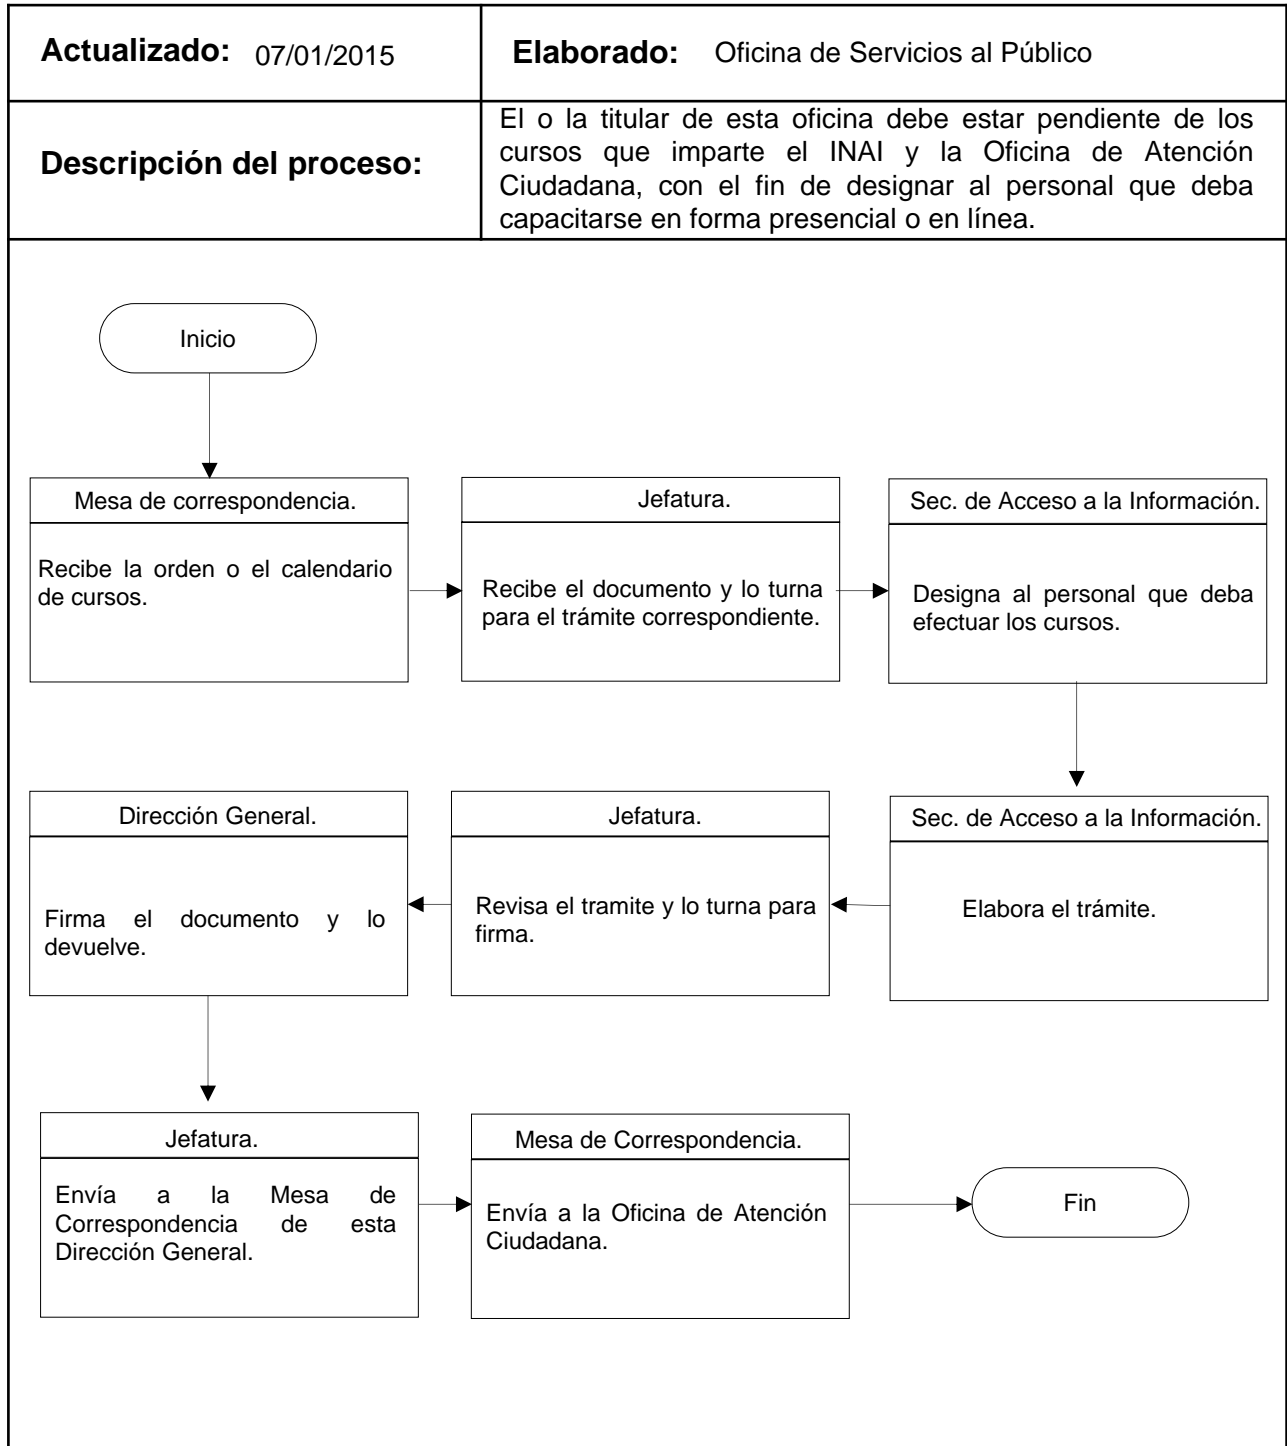 Actualizado: 07/01/2015
Elaborado: Oficina de Servicios al Público
Descripción del proceso:
El o la titular de esta oficina debe estar pendiente de los
cursos que imparte el INAI y la Oficina de Atención
Ciudadana, con el fin de designar al personal que deba
capacitarse en forma presencial o en línea.
Inicio
Mesa de correspondencia.
Recibe la orden o el calendario
de cursos.
Jefatura.
Recibe el documento y lo turna
para el trámite correspondiente.
Sec. de Acceso a la Información.
Designa al personal que deba
efectuar los cursos.
Sec. de Acceso a la Información.
Elabora el trámite.
Jefatura.
Revisa el tramite y lo turna para
firma.
Dirección General.
Firma el documento y lo
devuelve.
Jefatura.
Envía a la Mesa de
Correspondencia de esta
Dirección General.
Mesa de Correspondencia.
Envía a la Oficina de Atención
Ciudadana.
Fin